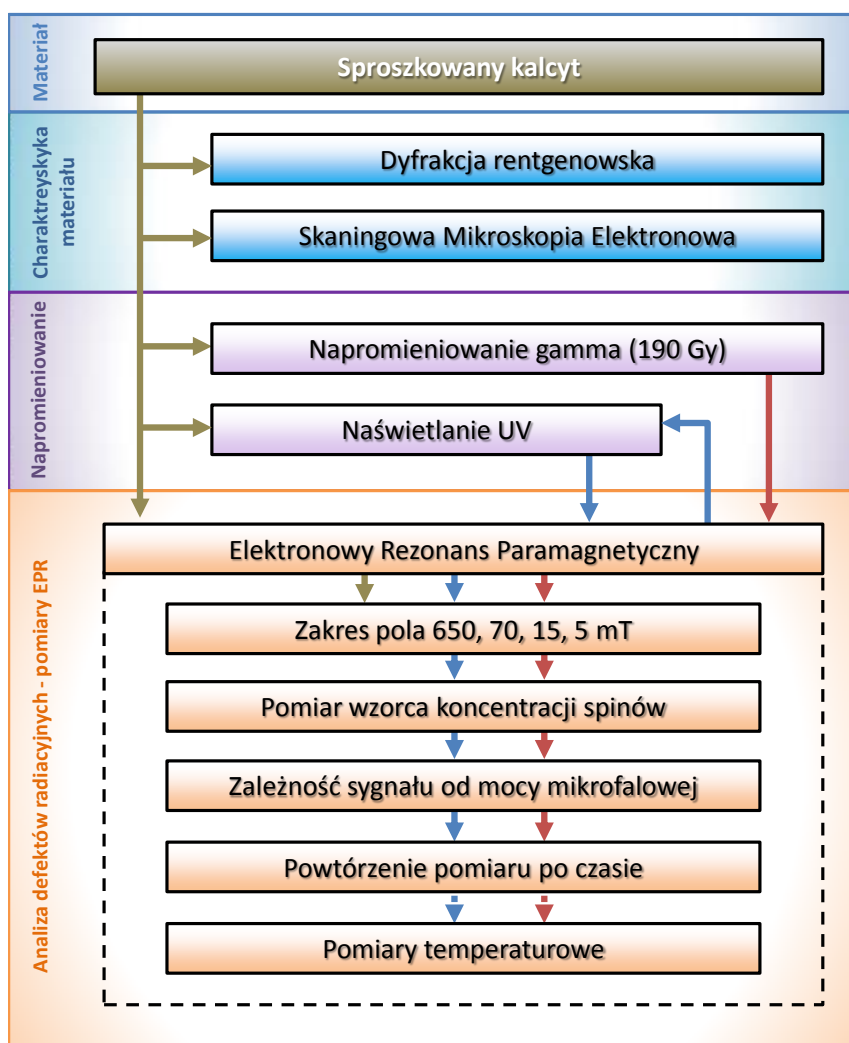 Materiał
Sproszkowany kalcyt
Charaktreyskyka
materiału
Dyfrakcja rentgenowska
Skaningowa Mikroskopia Elektronowa
Napromieniowanie
Napromieniowanie gamma (190 Gy)
Naświetlanie UV
Analiza defektów radiacyjnych - pomiary EPR
Elektronowy Rezonans Paramagnetyczny
Zakres pola 650, 70, 15, 5 mT
Pomiar wzorca koncentracji spinów
Zależność sygnału od mocy mikrofalowej
Powtórzenie pomiaru po czasie
Pomiary temperaturowe